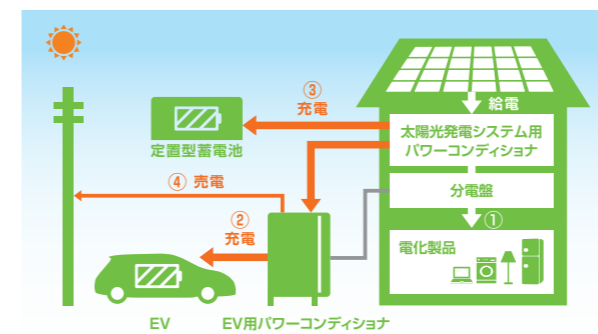 ③
充電
給電
定置型蓄電池
太陽光発電システム用
パワーコンディショナ
④ 売電
分電盤
①
②
充電
電化製品
EV
EV用パワーコンディショナ